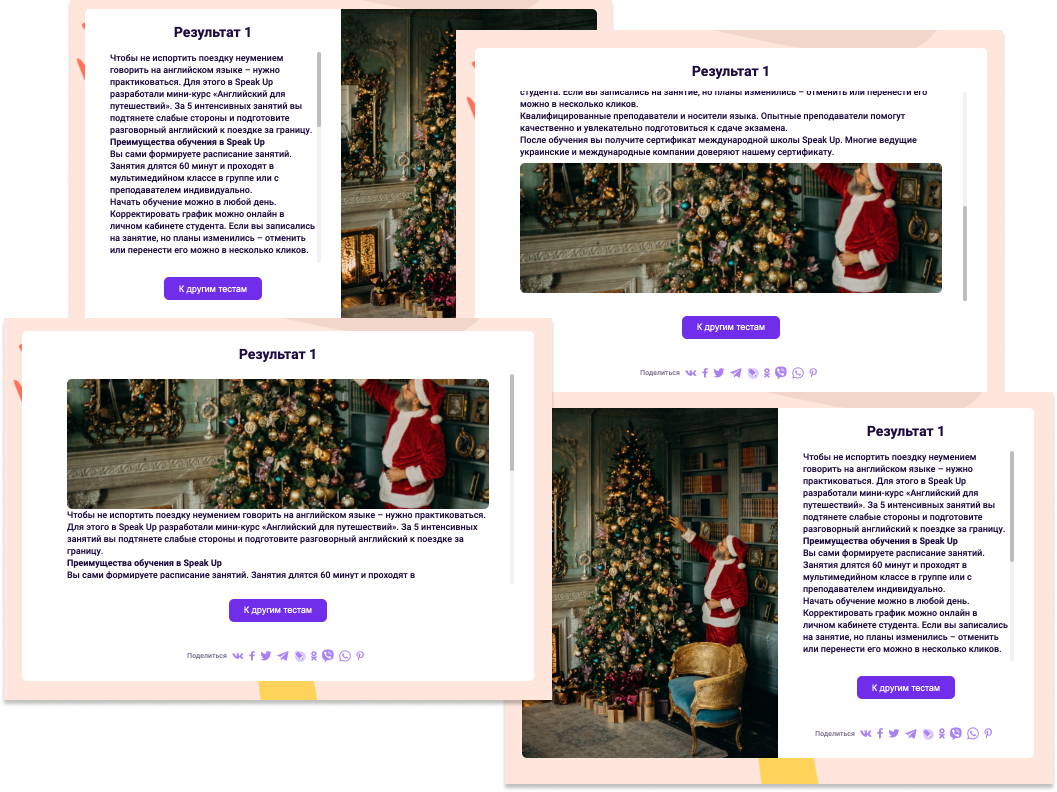 Результат 1
Чтобы не испортить поездку неумением
говорить на английском языке – нужно
практиковаться. Для этого в Speak Up
разработали мини-курс «Английский для
путешествий». За 5 интенсивных занятий вы
подтянете слабые стороны и подготовите
разговорный английский к поездке за границу.
Преимущества обучения в Speak Up
Вы сами формируете расписание занятий.
Занятия длятся 60 минут и проходят в
мультимедийном классе в группе или с
преподавателем индивидуально.
Начать обучение можно в любой день.
Корректировать график можно онлайн в
личном кабинете студента. Если вы записались
на занятие, но планы изменились – отменить
или перенести его можно в несколько кликов.
К другим тестам
Результат 1
студента. Если вы записались на занятие, но планы изменились – отменить или перенести его
можно в несколько кликов.
Квалифицированные преподаватели и носители языка. Опытные преподаватели помогут
качественно и увлекательно подготовиться к сдаче экзамена.
После обучения вы получите сертификат международной школы Speak Up. Многие ведущие
украинские и международные компании доверяют нашему сертификату.
К другим тестам
Поделиться
Результат 1
Чтобы не испортить поездку неумением говорить на английском языке – нужно практиковаться.
Для этого в Speak Up разработали мини-курс «Английский для путешествий». За 5 интенсивных
занятий вы подтянете слабые стороны и подготовите разговорный английский к поездке за
границу.
Преимущества обучения в Speak Up
Вы сами формируете расписание занятий. Занятия длятся 60 минут и проходят в
К другим тестам
Поделиться
Результат 1
Чтобы не испортить поездку неумением
говорить на английском языке – нужно
практиковаться. Для этого в Speak Up
разработали мини-курс «Английский для
путешествий». За 5 интенсивных занятий вы
подтянете слабые стороны и подготовите
разговорный английский к поездке за границу.
Преимущества обучения в Speak Up
Вы сами формируете расписание занятий.
Занятия длятся 60 минут и проходят в
мультимедийном классе в группе или с
преподавателем индивидуально.
Начать обучение можно в любой день.
Корректировать график можно онлайн в
личном кабинете студента. Если вы записались
на занятие, но планы изменились – отменить
или перенести его можно в несколько кликов.
К другим тестам
Поделиться